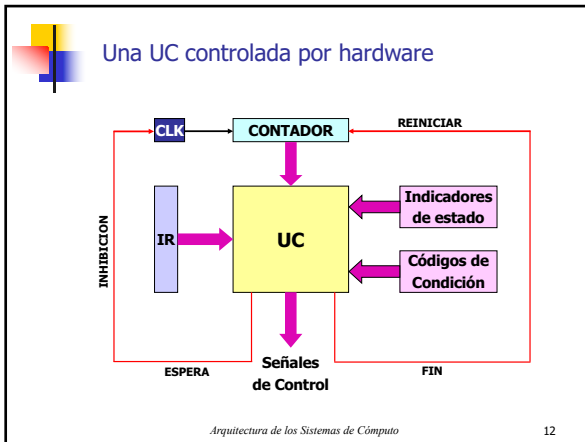 Una UC controlada por hardware
CLK
CONTADOR
REINICIAR
INHIBICION
IR
UC
Indicadores
de estado
Códigos de
Condición
ESPERA
Señales
de Control
FIN
Arquitectura de los Sistemas de Cómputo
12